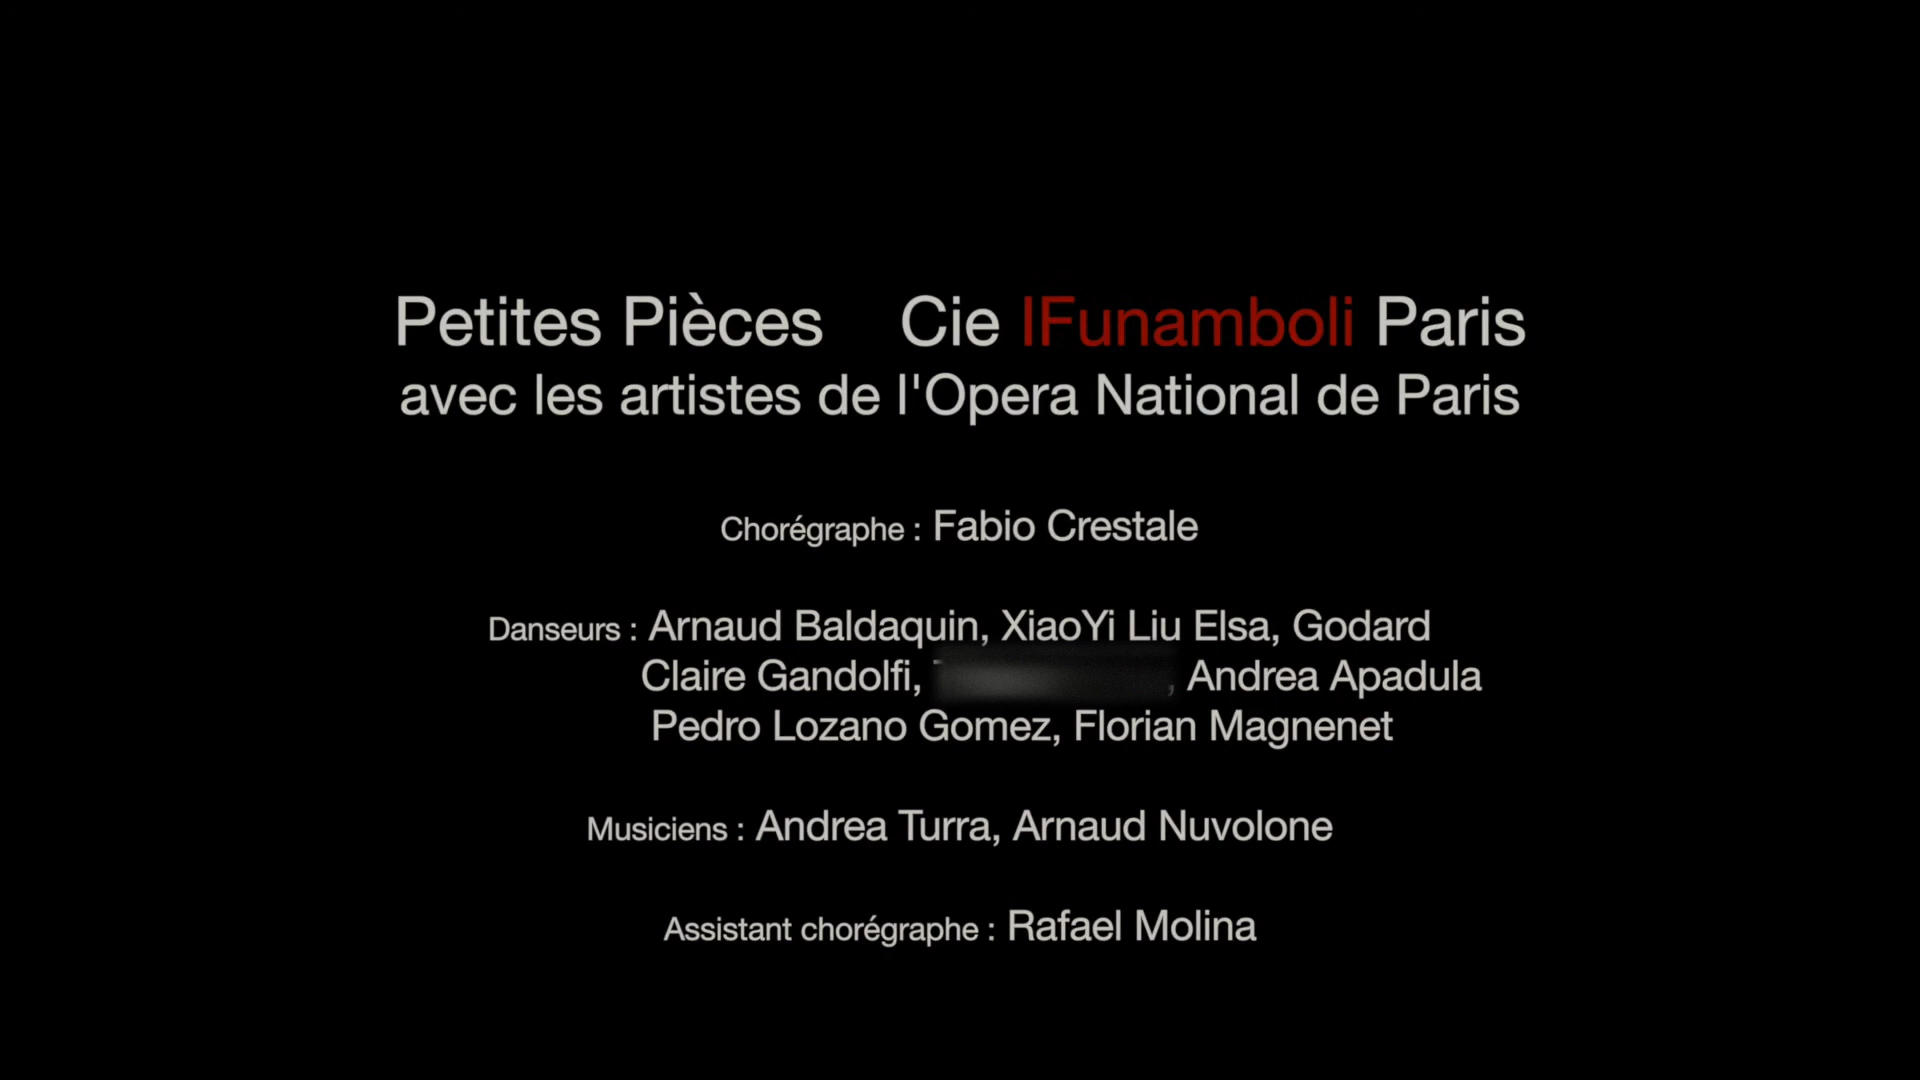 Petites Pièces Cie IFunamboli Paris
avec les artistes de l'Opera National de Paris
Chorégraphe : Fabio Crestale
Danseurs : Arnaud Baldaquin, XiaoYi Liu Elsa, Godard
Claire Gandolfi, , Andrea Apadula
Pedro Lozano Gomez, Florian Magnenet
Musiciens : Andrea Turra, Arnaud Nuvolone
Assistant chorégraphe : Rafael Molina